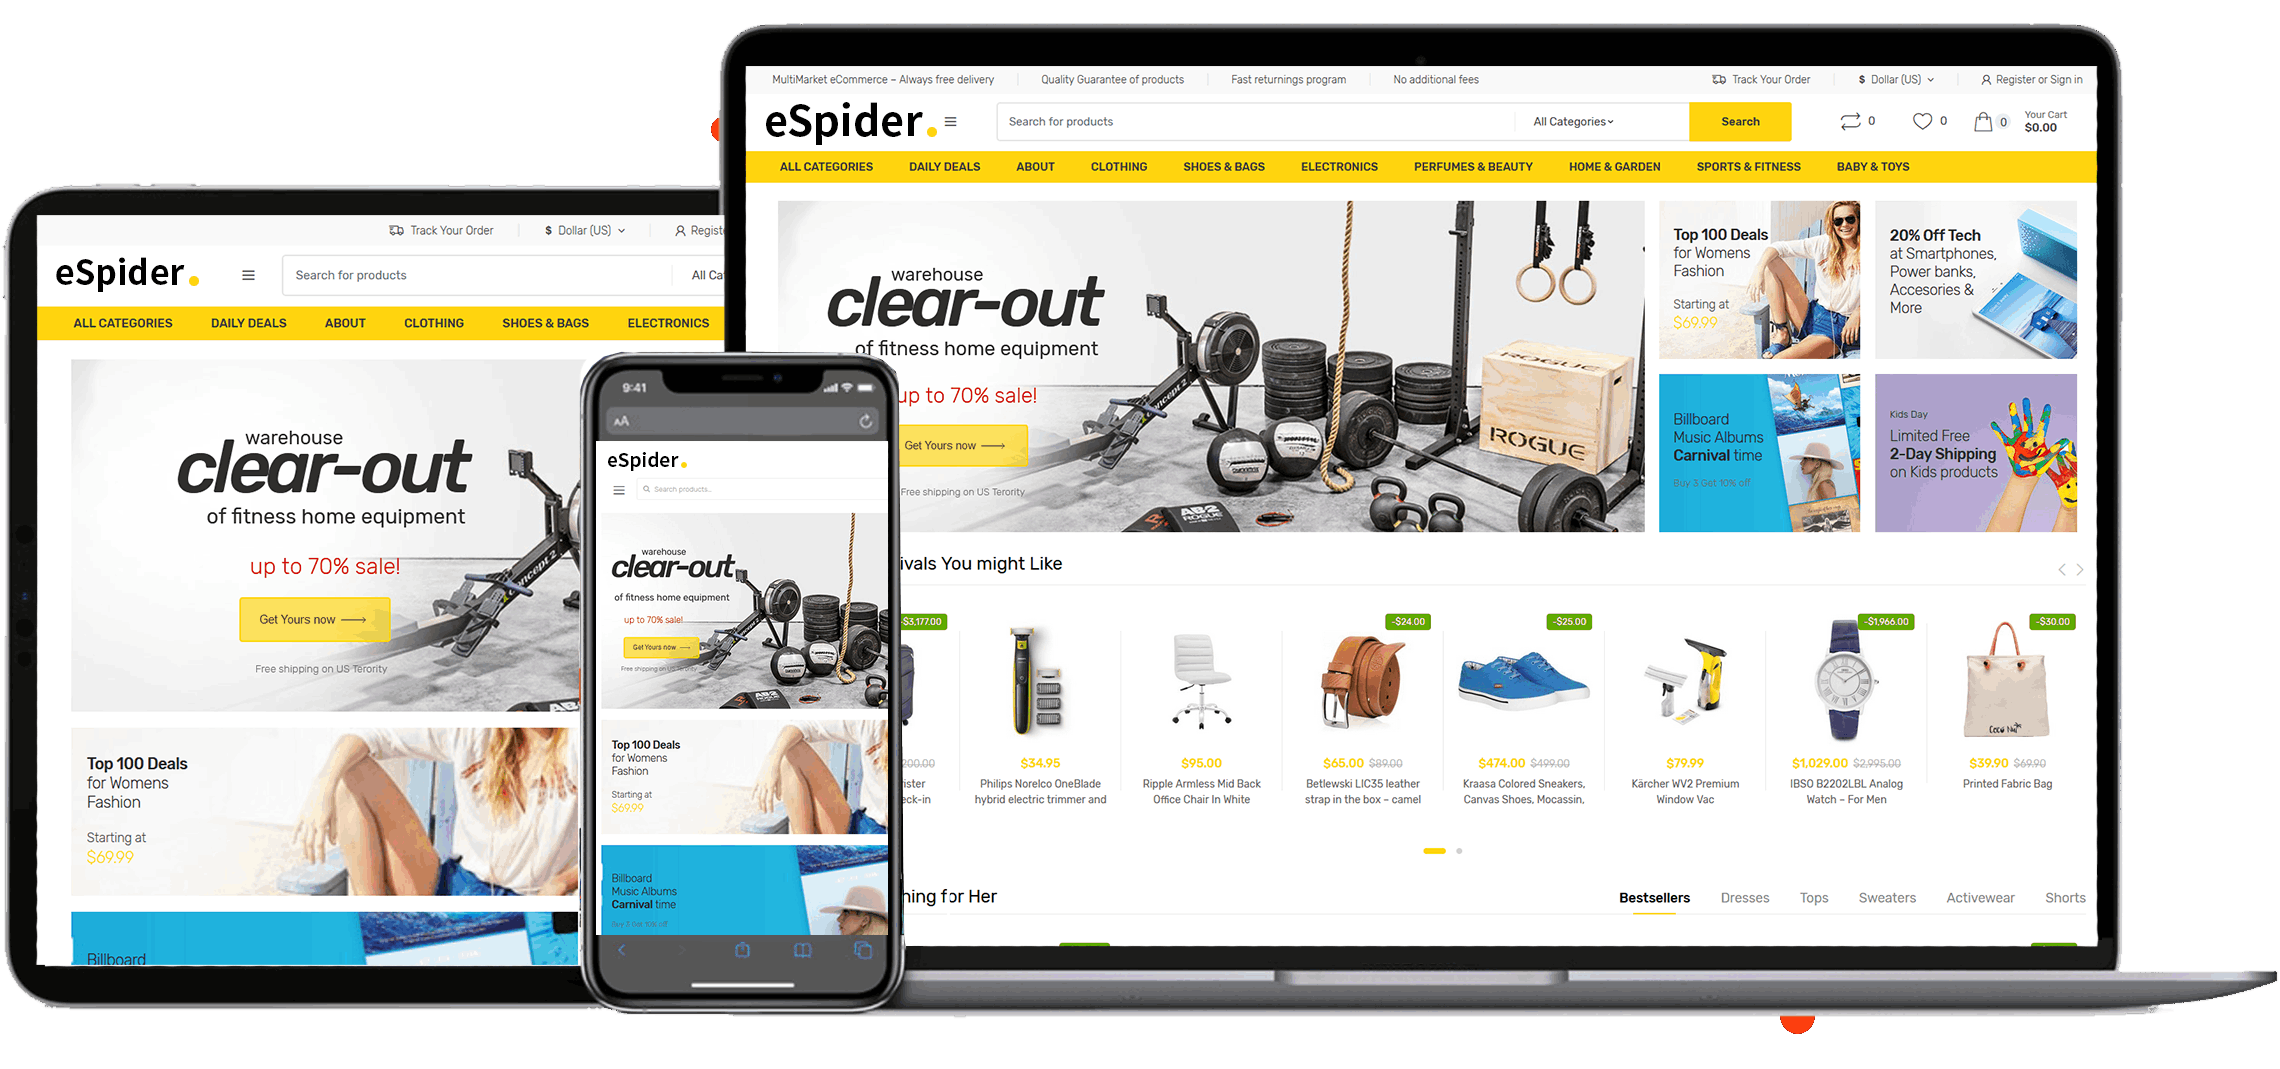 MultiMarket eCommerce – Always free delivery
Quality Guarantee of products
Fast returnings program
No additional fees
Track Your Order
$ Dollar (US)
Register or Sign in
eSpider.
Search for products
All Categories
Search
0
0
0
Your Cart
$0.00
ALL CATEGORIES DAILY DEALS ABOUT CLOTHING SHOES & BAGS ELECTRONICS PERFUMES & BEAUTY HOME & GARDEN SPORTS & FITNESS BABY & TOYS
warehouse
clear-out
of fitness home equipment
up to 70% sale!
Get Yours now
Free shipping on US Terority
concept 2
ROGUE
ROGUE
AB-2
ROGUE
Top 100 Deals
for Womens
Fashion
Starting at
$69.99
20% Off Tech
at Smartphones,
Power banks,
Accesories &
More
Billboard
Music Albums
Carnival time
Buy 3 Get 10% off
Kids Day
Limited Free
2-Day Shipping
on Kids products
ivals You might Like
-$3,177.00
-$24.00
-$25.00
-$1,966.00
-$30.00
200.00
ister
eck-in
$34.95
Philips Norelco OneBlade
hybrid electric trimmer and
$95.00
Ripple Armless Mid Back
Office Chair In White
$65.00 $89.00
Betlewski LIC35 leather
strap in the box – camel
$474.00 $499.00
Kraasa Colored Sneakers,
Canvas Shoes, Mocassin,
$79.99
Kärcher WV2 Premium
Window Vac
$1,029.00 $2,995.00
IBSO B2202LBL Analog
Watch – For Men
Coco Nut
$39.90 $69.90
Printed Fabric Bag
hing for Her
Bestsellers Dresses Tops Sweaters Activewear Shorts
Track Your Order
$ Dollar (US)
Registe
eSpider.
Search for products
All Ca
ALL CATEGORIES DAILY DEALS ABOUT CLOTHING SHOES & BAGS ELECTRONICS
warehouse
clear-out
of fitness home equipment
up to 70% sale!
Get Yours now
Free shipping on US Terority
concept 2
Top 100 Deals
for Womens
Fashion
Starting at
$69.99
Billboard
9:41
AA
eSpider.
Search products...
warehouse
clear-out
of fitness home equipment
up to 70% sale!
Get Yours now
Free shipping on US Terority
AB-2
ROGUE
Top 100 Deals
for Womens
Fashion
Starting at
$69.99
Billboard
Music Albums
Carnival time
Buy 3 Get 10% off